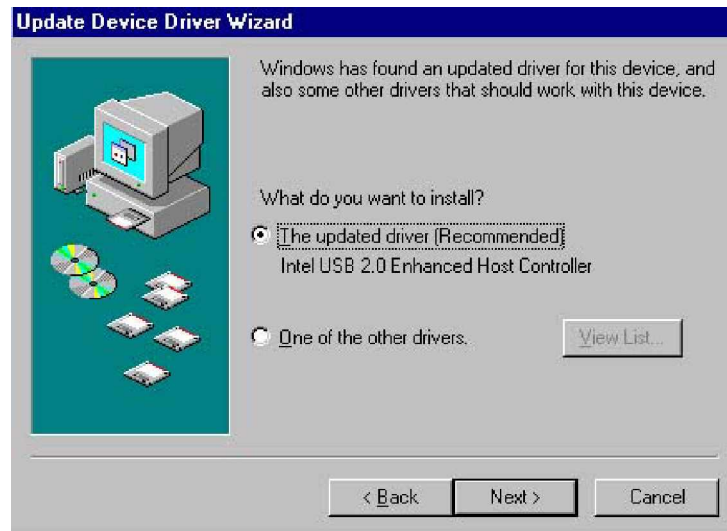 Update Device Driver Wizard
Windows has found an updated driver for this device, and
also some other drivers that should work with this device.
What do you want to install?
The updated driver (Recommended)
Intel USB 2.0 Enhanced Host Controller
One of the other drivers.
View List...
< Back
Next >
Cancel